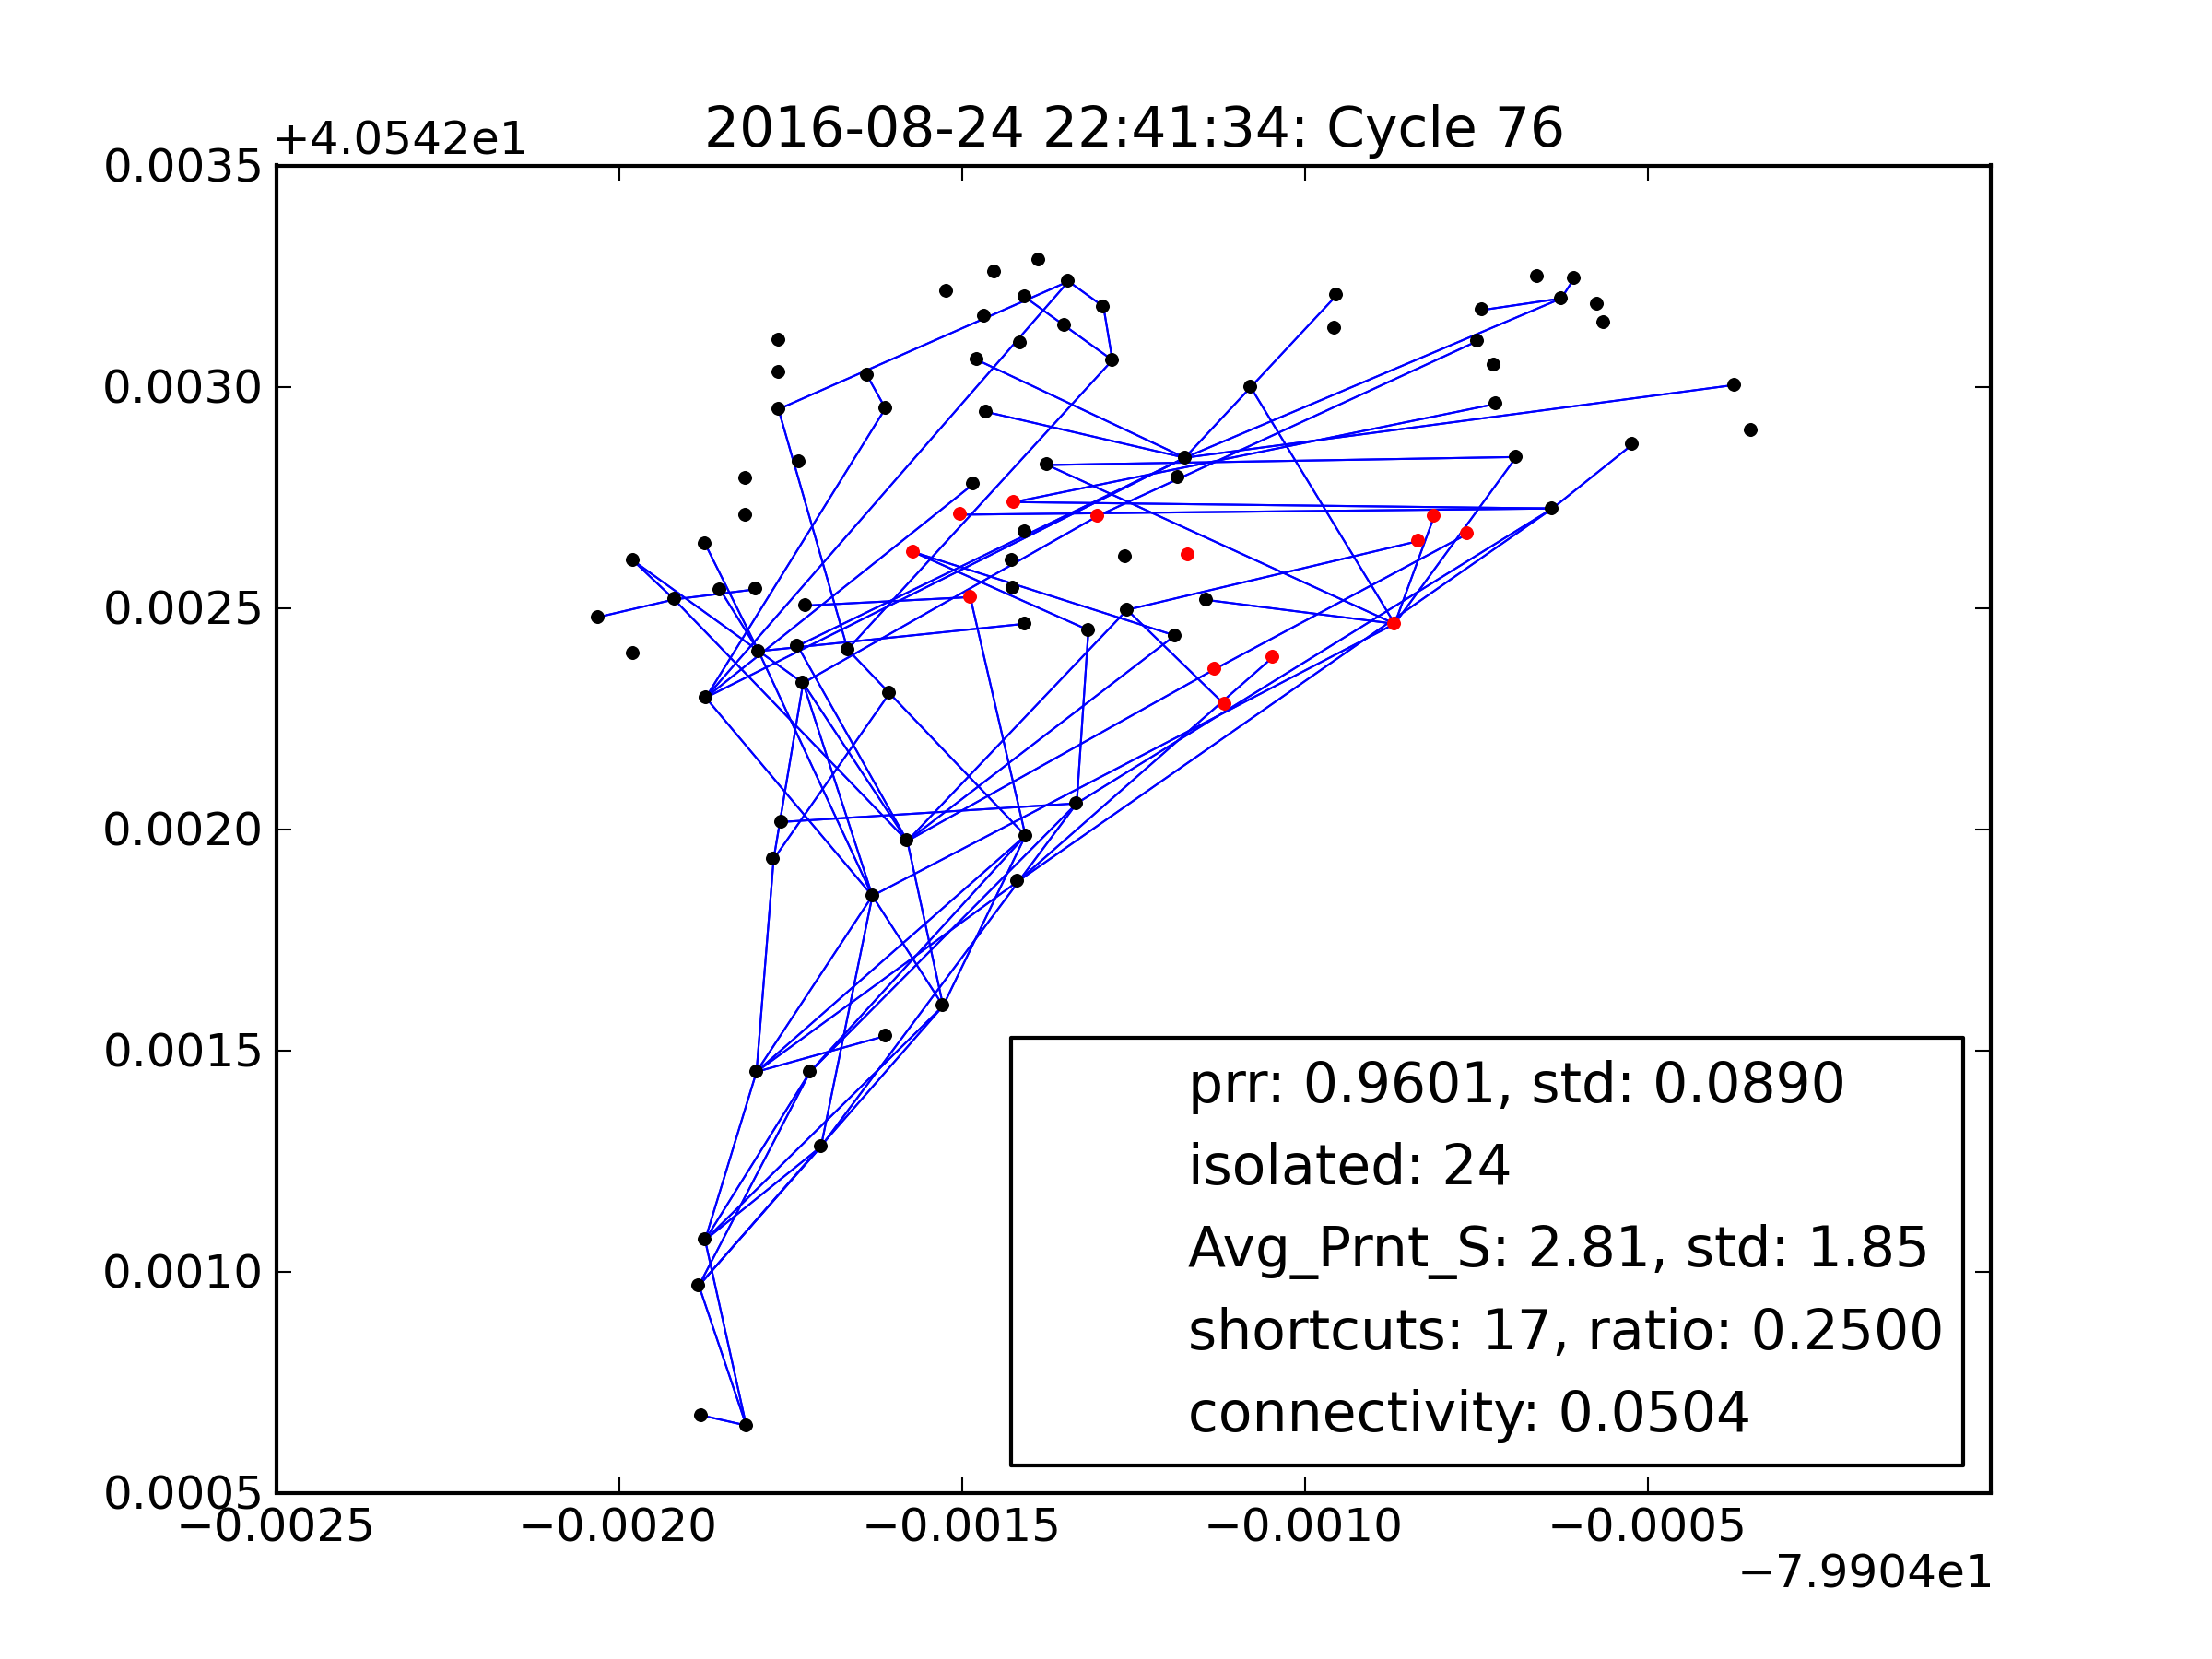 2016-08-24 22:41:34: Cycle 76
+4.0542e1
0.0035
0.0030
0.0025
0.0020
0.0015
0.0010
0.0005
prr: 0.9601, std: 0.0890
isolated: 24
Avg_Prnt_S: 2.81, std: 1.85
shortcuts: 17, ratio: 0.2500
connectivity: 0.0504
−0.0025 −0.0020 −0.0015 −0.0010 −0.0005
−7.9904e1